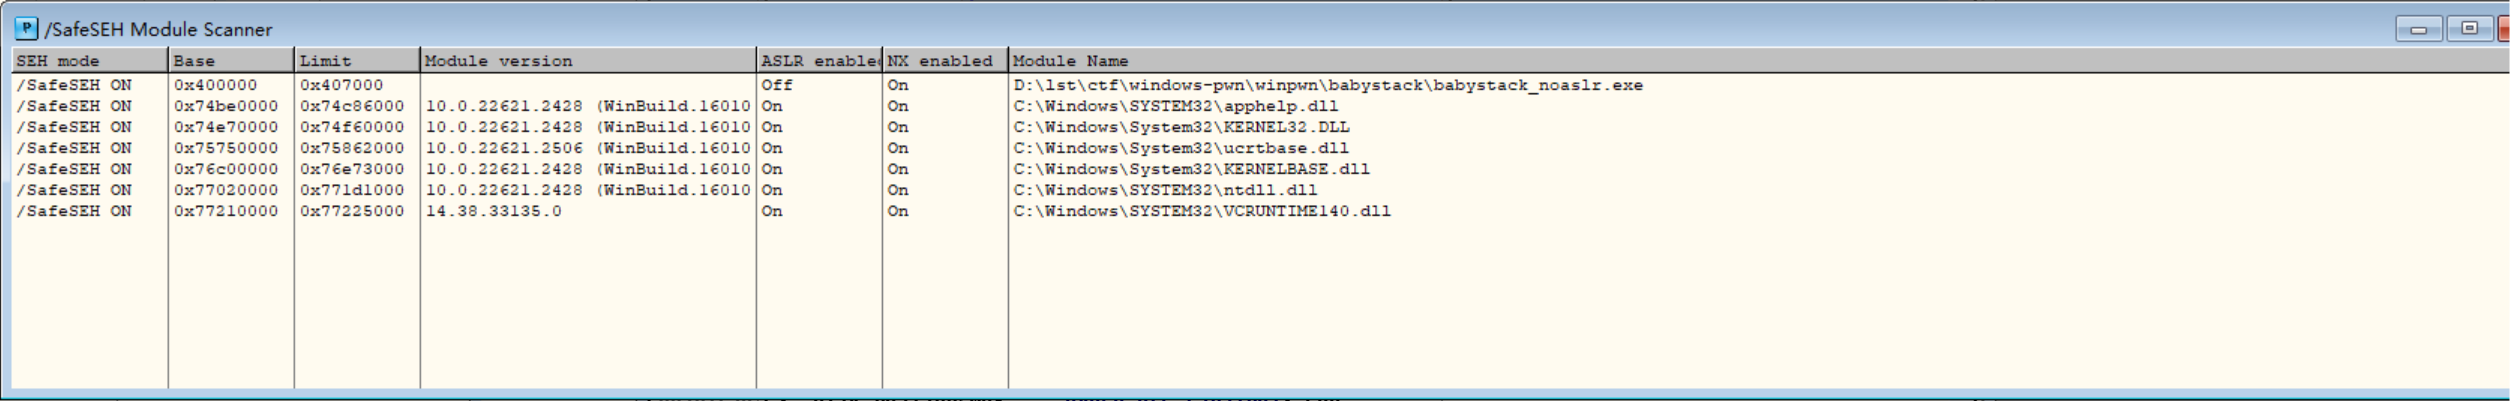 /SafeSEH Module Scanner
SEH mode Base Limit Module version ASLR enable NX enabled Module Name
/SafeSEH ON 0x400000 0x407000 Off On D:\lst\ctf\windows-pwn\winpwn\babystack\babystack_noaslr.exe
/SafeSEH ON 0x74be0000 0x74c86000 10.0.22621.2428 (WinBuild.16010 On On C:\Windows\SYSTEM32\apphelp.dll
/SafeSEH ON 0x74e70000 0x74f60000 10.0.22621.2428 (WinBuild.16010 On On C:\Windows\System32\KERNEL32.DLL
/SafeSEH ON 0x75750000 0x75862000 10.0.22621.2506 (WinBuild.16010 On On C:\Windows\System32\ucrtbase.dll
/SafeSEH ON 0x76c00000 0x76e73000 10.0.22621.2428 (WinBuild.16010 On On C:\Windows\System32\KERNELBASE.dll
/SafeSEH ON 0x77020000 0x771d1000 10.0.22621.2428 (WinBuild.16010 On On C:\Windows\SYSTEM32\ntdll.dll
/SafeSEH ON 0x77210000 0x77225000 14.38.33135.0 On On C:\Windows\SYSTEM32\VCRUNTIME140.dll